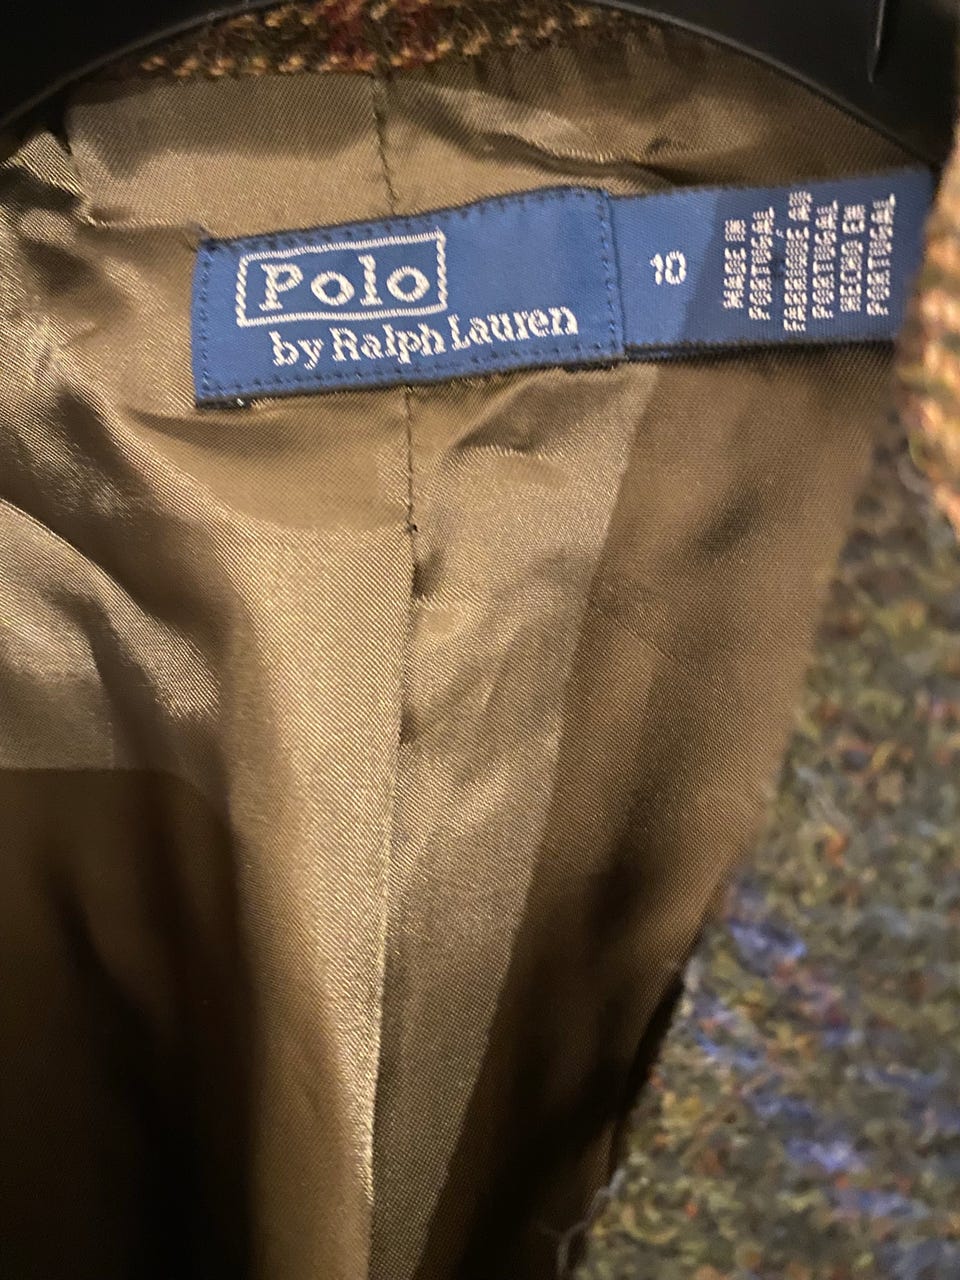 Polo
by Ralph Lauren
10
MADE IN
PORTUGAL
FABRIQUE AU
PORTUGAL
HECHO EN
PORTUGAL